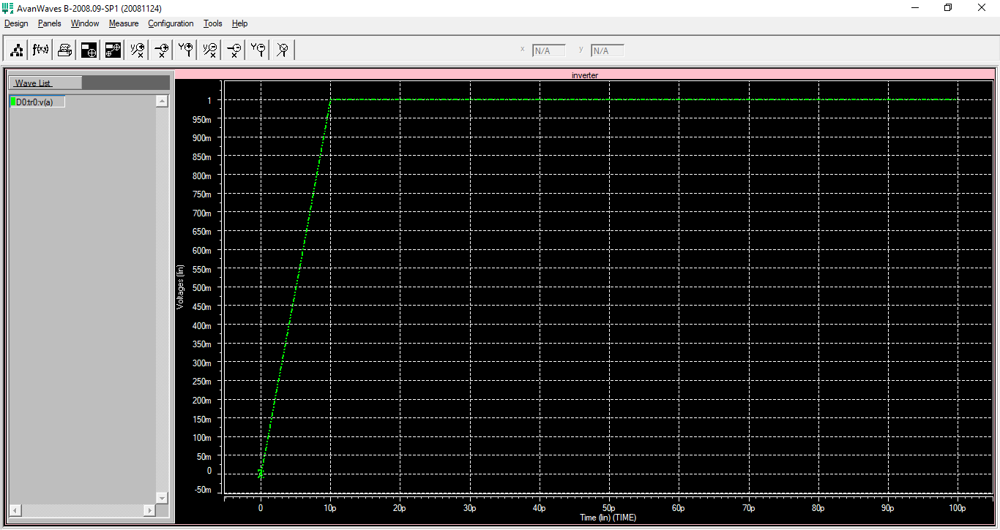 AvanWaves B-2008.09-SP1 (20081124)
Design Panels Window Measure Configuration Tools Help
f(x) x N/A y N/A
inverter
Wave List
D0:tr0:v(a)
1
950m
900m
850m
800m
750m
700m
650m
600m
550m
500m
450m
400m
350m
300m
250m
200m
150m
100m
50m
0
-50m
Voltages (lin)
0 10p 20p 30p 40p 50p 60p 70p 80p 90p 100p
Time (lin) (TIME)